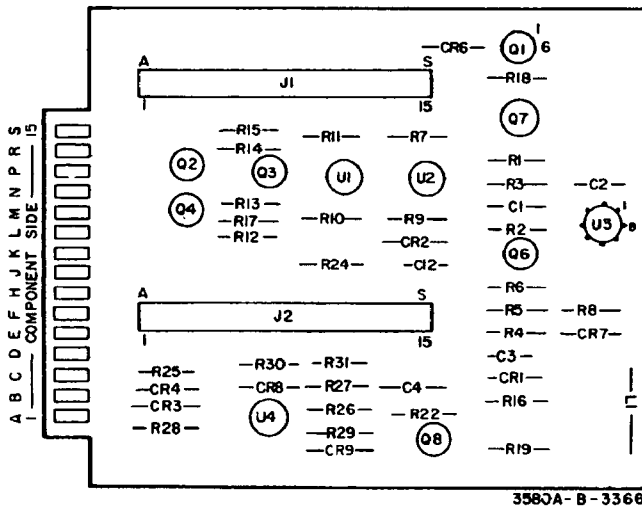 I
CR6 Q1 6
A S
J1
R18
1 15
Q7
R15
R14
R11
R7
Q2
Q3
U1
U2
R1
R3
C2
Q4
R13
R17
R12
R10
R9
C1
R2
I
U3
8
CR2
Q6
R24
C12
R6
A S
J2
R5
R8
1 15
R4
CR7
R30
R31
C3
R25
CR4
CR8
R27
C4
CR1
CR3
R26
R22
R16
L1
R28
U4
R29
Q8
CR9
R19
A B C D E F H J K L M N P R S
1 COMPONENT SIDE 15
3580A-B-3366